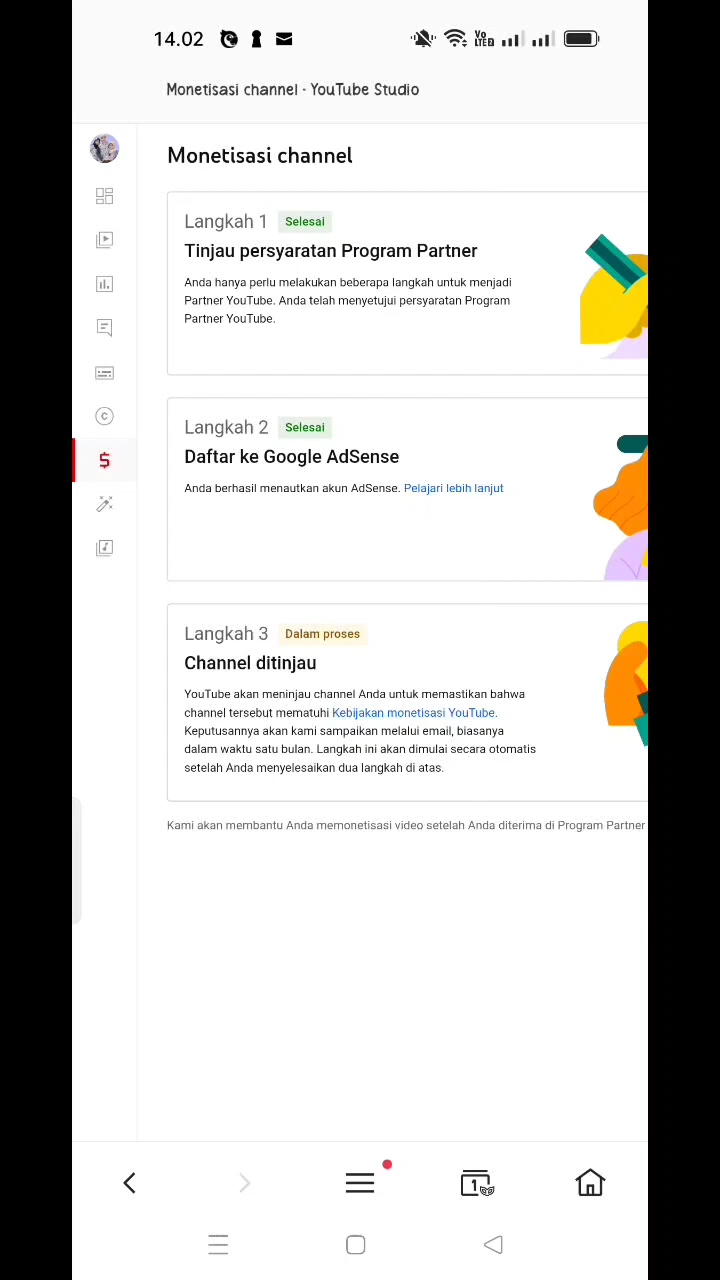 14.02
Vo
LTE2
Monetisasi channel - YouTube Studio
Monetisasi channel
Langkah 1 Selesai
Tinjau persyaratan Program Partner
Anda hanya perlu melakukan beberapa langkah untuk menjadi
Partner YouTube. Anda telah menyetujui persyaratan Program
Partner YouTube.
Langkah 2 Selesai
Daftar ke Google AdSense
Anda berhasil menautkan akun AdSense. Pelajari lebih lanjut
Langkah 3 Dalam proses
Channel ditinjau
YouTube akan meninjau channel Anda untuk memastikan bahwa
channel tersebut mematuhi Kebijakan monetisasi YouTube.
Keputusannya akan kami sampaikan melalui email, biasanya
dalam waktu satu bulan. Langkah ini akan dimulai secara otomatis
setelah Anda menyelesaikan dua langkah di atas.
Kami akan membantu Anda memonetisasi video setelah Anda diterima di Program Partner
1